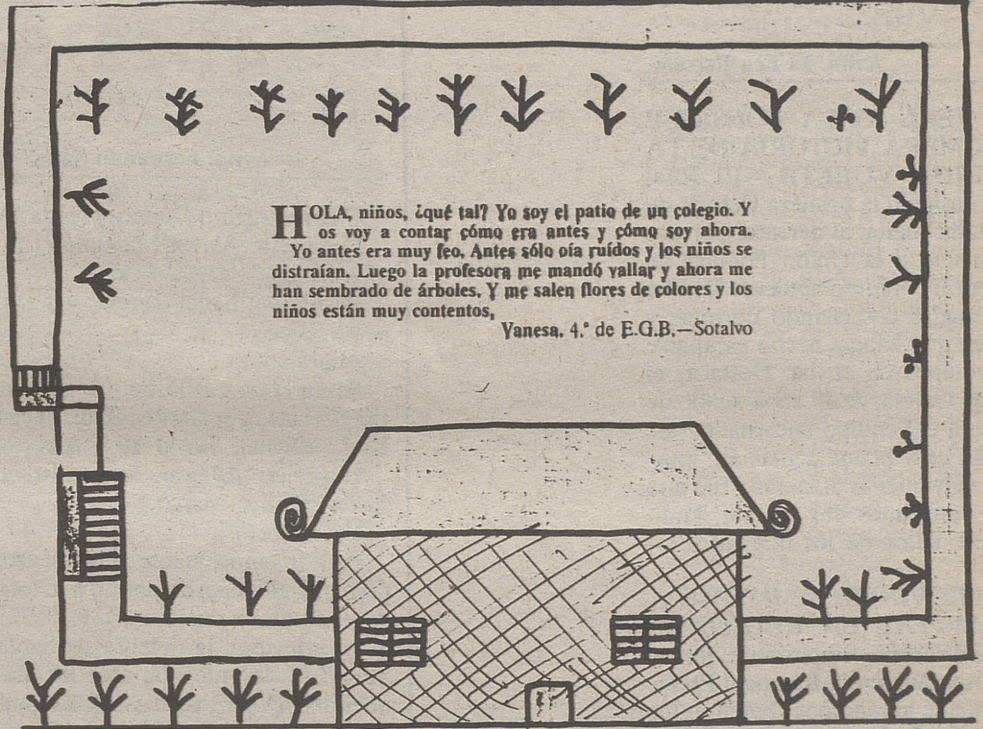 HOLA, niños, ¿qué tal? Yo soy el patio de un colegio. Y
os voy a contar cómo era antes y cómo soy ahora.
Yo antes era muy feo. Antes sólo oía ruídos y los niños se
distraían. Luego la profesora me mandó vallar y ahora me
han sembrado de árboles. Y me salen flores de colores y los
niños están muy contentos,
Vanesa. 4.º de E.G.B.—Sotalvo